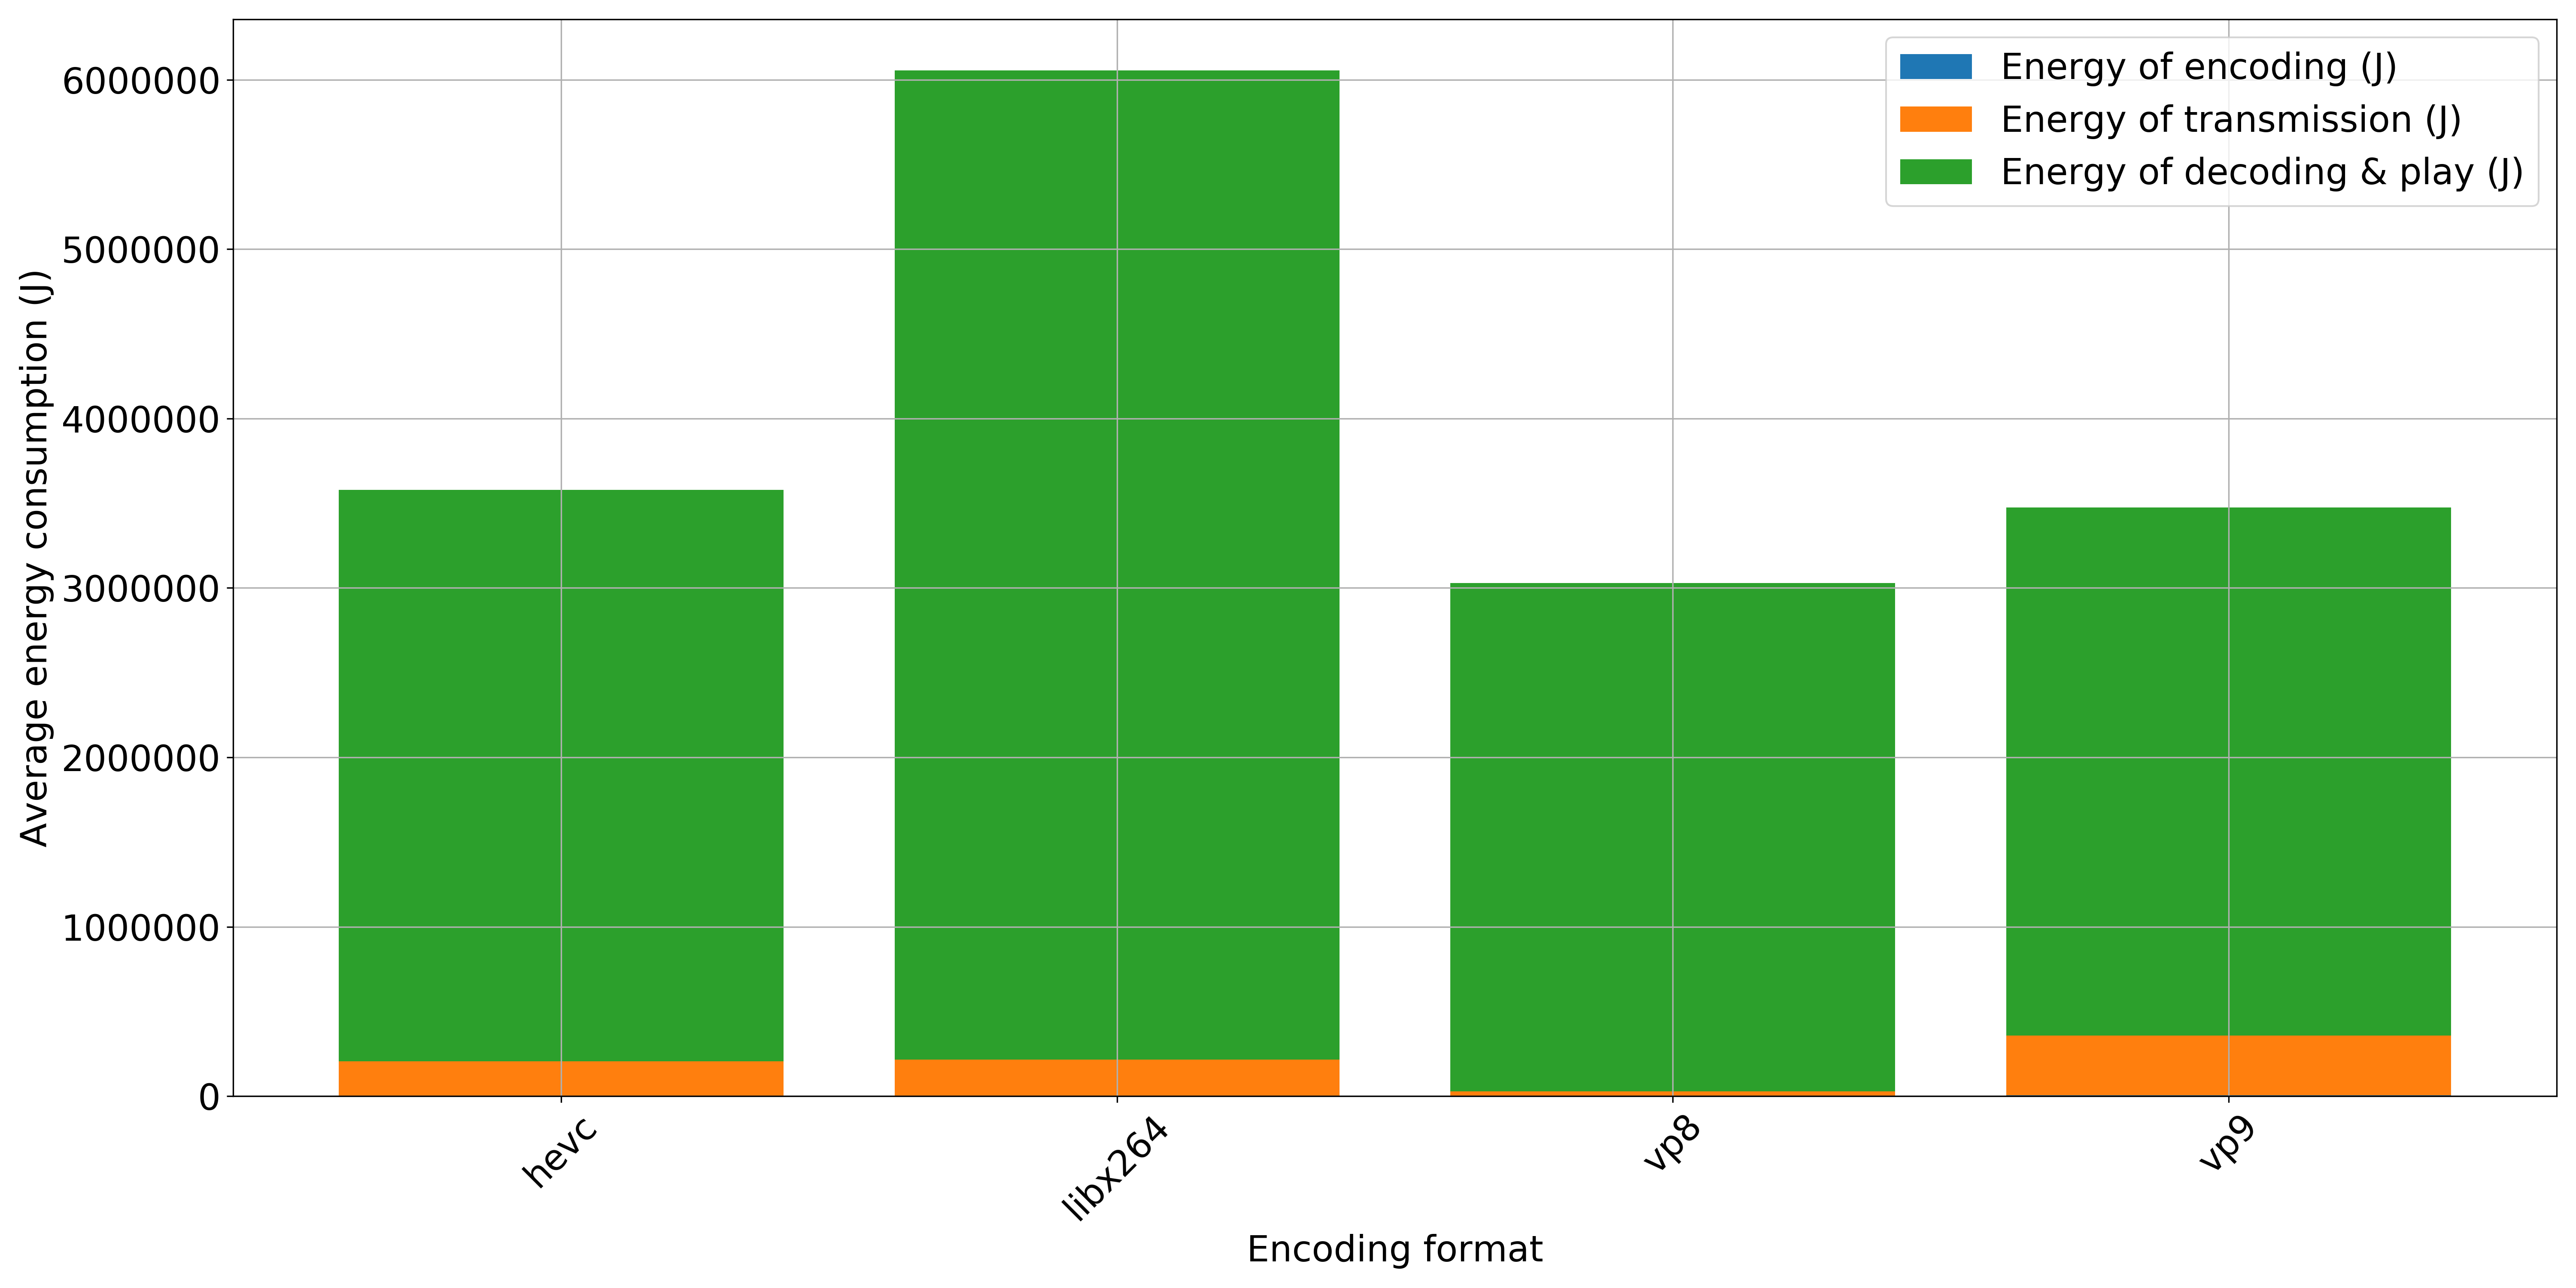 Energy of encoding (J)
Energy of transmission (J)
Energy of decoding & play (J)
Average energy consumption (J)
6000000
5000000
4000000
3000000
2000000
1000000
0
hevc
libx264
vp8
vp9
Encoding format